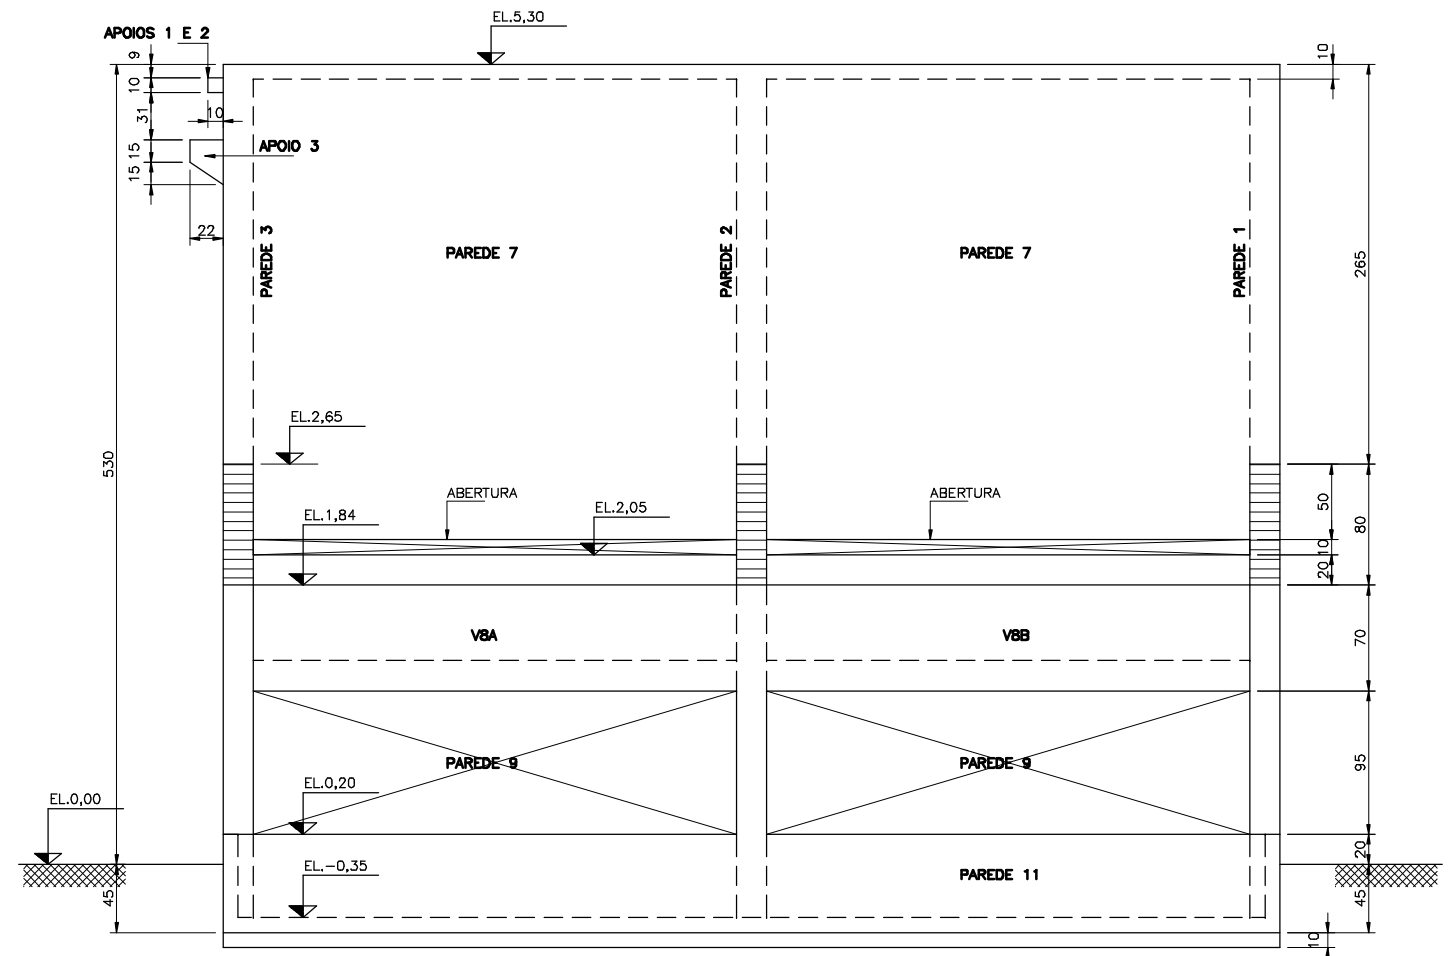 EL.5,30
APOIOS 1 E 2
9
10
31
10
15
15
APOIO 3
22
10
265
PAREDE 3
PAREDE 7
PAREDE 2
PAREDE 7
PAREDE 1
EL.2,65
530
ABERTURA
ABERTURA
EL.1,84
EL.2,05
50
10
20
80
V8A
V8B
70
PAREDE 9
PAREDE 9
95
EL.0,20
EL.0,00
20
EL.-0,35
PAREDE 11
45
45
10